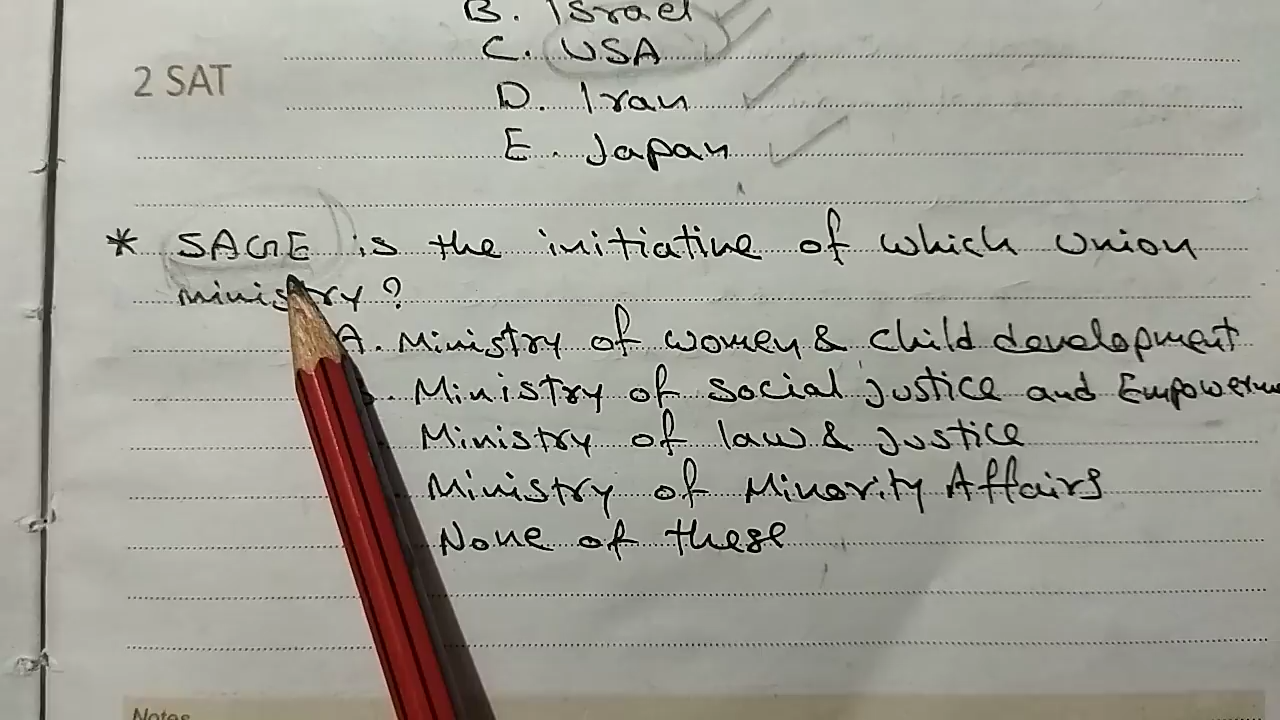 B. Israel
C. USA
2 SAT
D. Iran
E. Japan
* SAGE is the initiative of which Union
ministry?
A. Ministry of women & child development
. Ministry of social justice and
Ministry of law & justice
Ministry of Minority Affairs
None of these
Notes